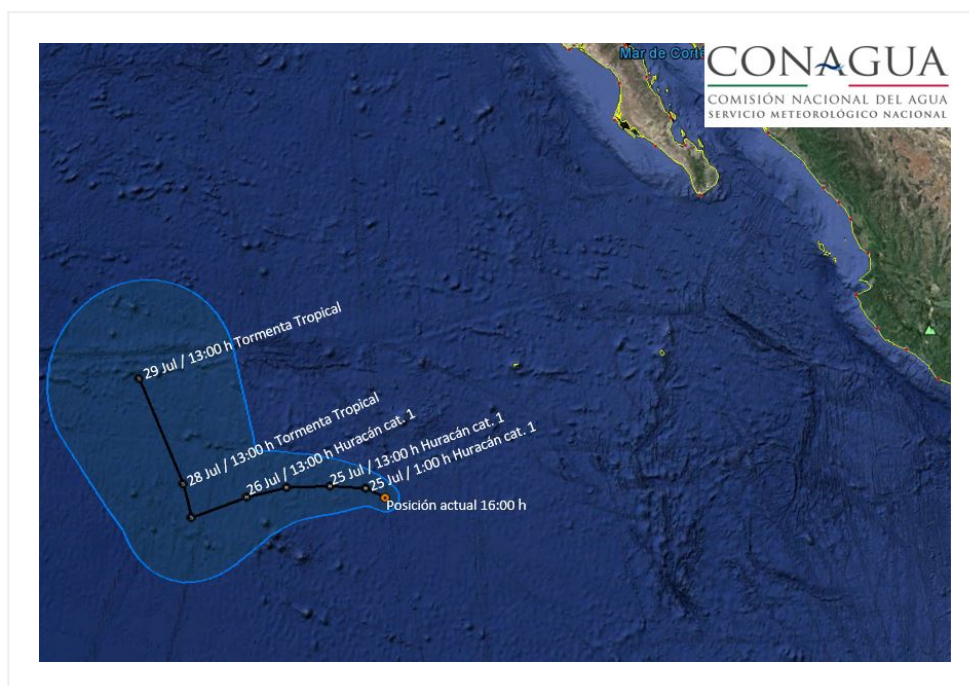 Mar de Corté
CONAGUA
COMISIÓN NACIONAL DEL AGUA
SERVICIO METEOROLÓGICO NACIONAL
29 Jul / 13:00 h Tormenta Tropical
28 Jul / 13:00 h Tormenta Tropical
26 Jul / 13:00 h Huracán cat. 1
25 Jul / 13:00 h Huracán cat. 1
25 Jul / 1:00 h Huracán cat. 1
Posición actual 16:00 h